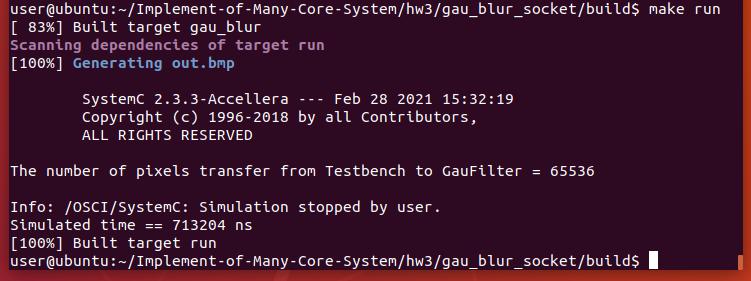 user@ubuntu:~/Implement-of-Many-Core-System/hw3/gau_blur_socket/build$ make run
[ 83%] Built target gau_blur
Scanning dependencies of target run
[100%] Generating out.bmp
SystemC 2.3.3-Accellera --- Feb 28 2021 15:32:19
Copyright (c) 1996-2018 by all Contributors,
ALL RIGHTS RESERVED
The number of pixels transfer from Testbench to GauFilter = 65536
Info: /OSCI/SystemC: Simulation stopped by user.
Simulated time == 713204 ns
[100%] Built target run
user@ubuntu:~/Implement-of-Many-Core-System/hw3/gau_blur_socket/build$